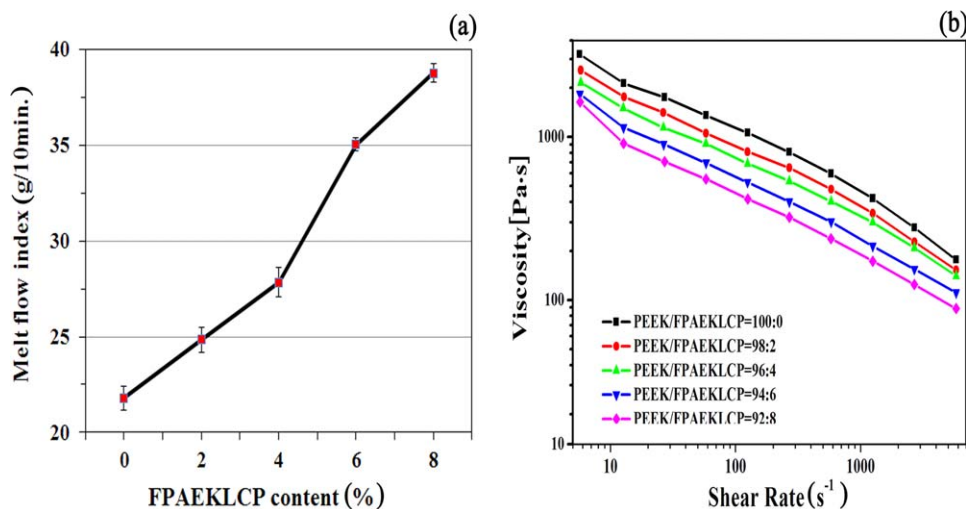 (a)
Melt flow index (g/10min.)
40
35
30
25
20
0 2 4 6 8
FPAEKLCP content (%)
(b)
Viscosity[Pa·s]
1000
100
10
PEEK/FPAEKLCP=100:0
PEEK/FPAEKLCP=98:2
PEEK/FPAEKLCP=96:4
PEEK/FPAEKLCP=94:6
PEEK/FPAEKLCP=92:8
10 100 1000
Shear Rate(s⁻¹)